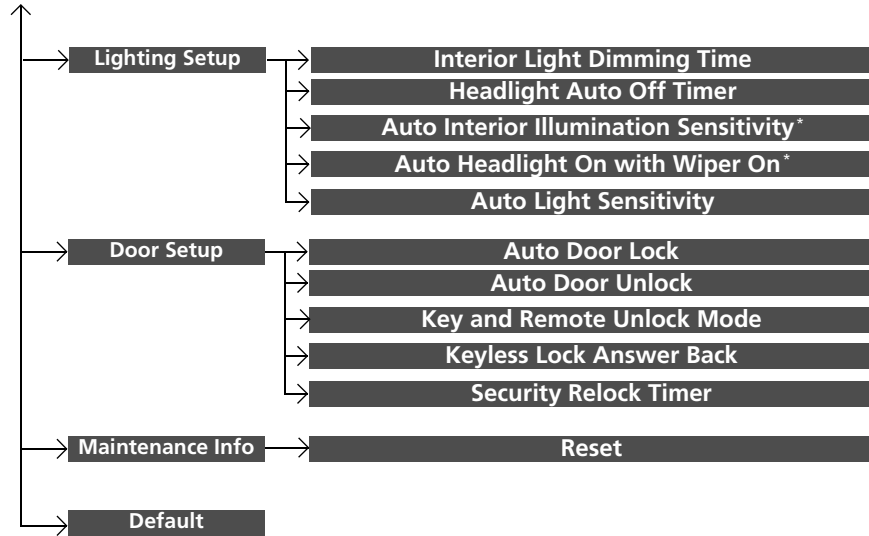 Lighting Setup
Interior Light Dimming Time
Headlight Auto Off Timer
Auto Interior Illumination Sensitivity*
Auto Headlight On with Wiper On*
Auto Light Sensitivity
Door Setup
Auto Door Lock
Auto Door Unlock
Key and Remote Unlock Mode
Keyless Lock Answer Back
Security Relock Timer
Maintenance Info
Reset
Default